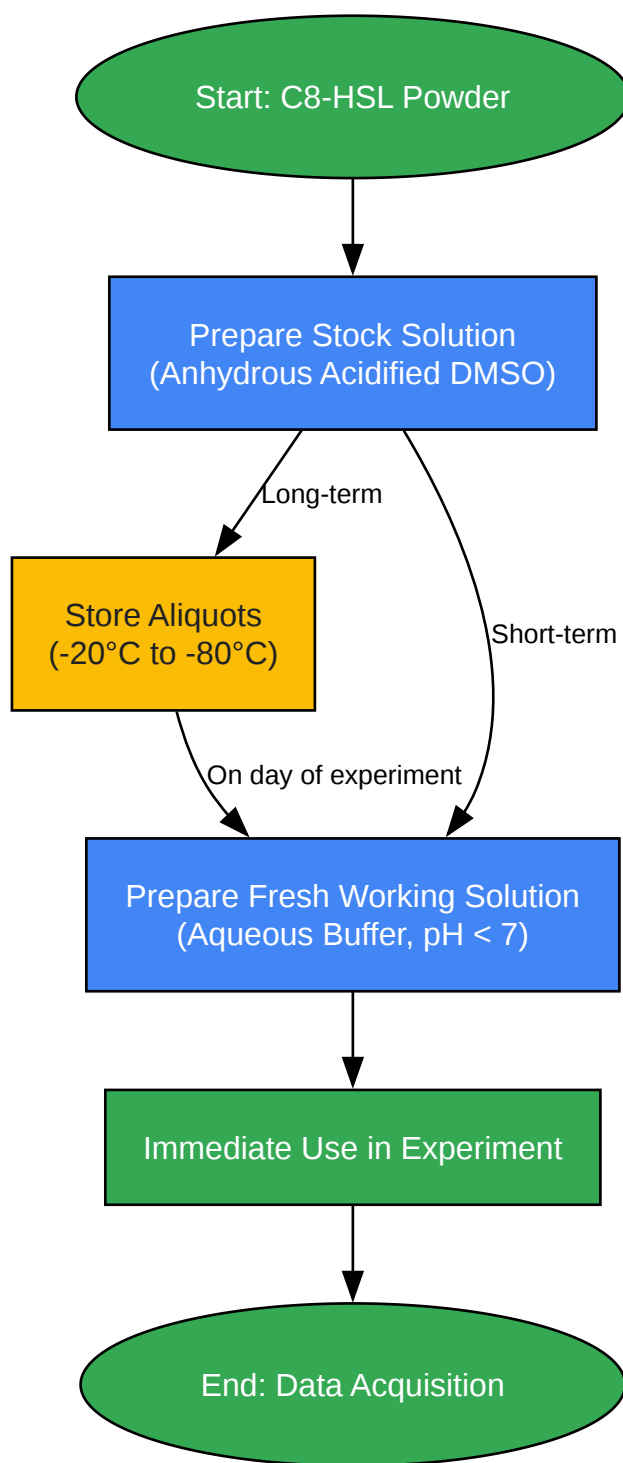 Start: C8-HSL Powder
Prepare Stock Solution
(Anhydrous Acidified DMSO)
Long-term
Store Aliquots
(-20°C to -80°C)
Short-term
On day of experiment
Prepare Fresh Working Solution
(Aqueous Buffer, pH < 7)
Immediate Use in Experiment
End: Data Acquisition